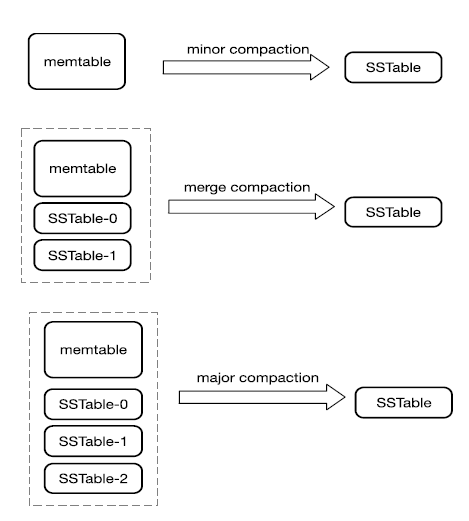 memtable
minor compaction
SSTable
memtable
SSTable-0
SSTable-1
merge compaction
SSTable
memtable
SSTable-0
SSTable-1
SSTable-2
major compaction
SSTable